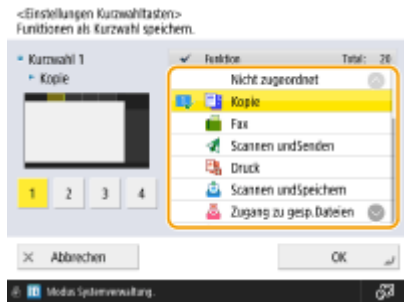 <Einstellungen Kurzwahltasten>
Funktionen als Kurzwahl speichern.
Kurzwahl 1
Kopie
Funktion Total: 20
Nicht zugeordnet
Kopie
Fax
Scannen undSenden
Druck
Scannen undSpeichern
Zugang zu gesp.Dateien
1 2 3 4
Abbrechen
OK
Modus Systemverwaltung.